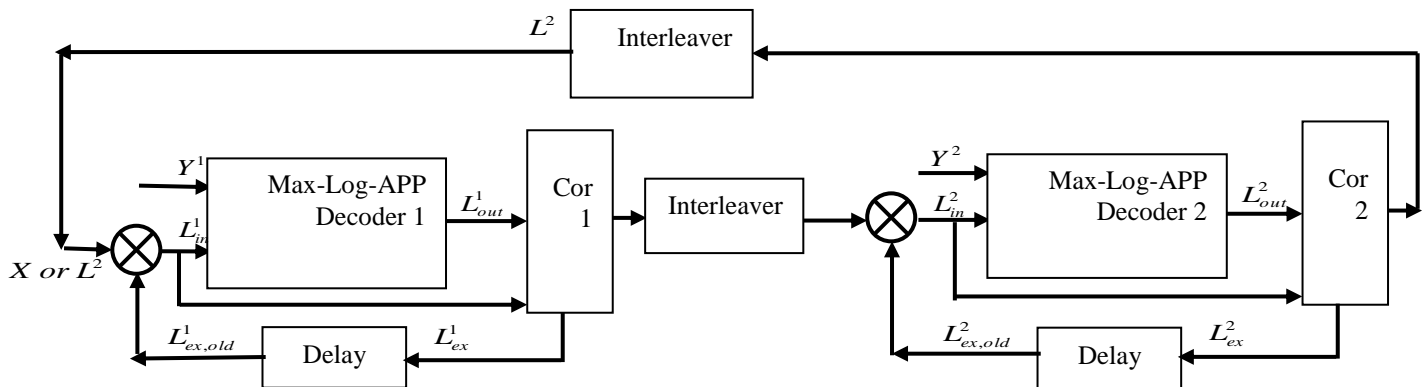 L²
Interleaver
Y¹
Max-Log-APP
Decoder 1
L¹out
Cor
1
L¹in
X or L²
Interleaver
Y²
Max-Log-APP
Decoder 2
L²out
Cor
2
L²in
L¹ex,old
Delay
L¹ex
L²ex,old
Delay
L²ex